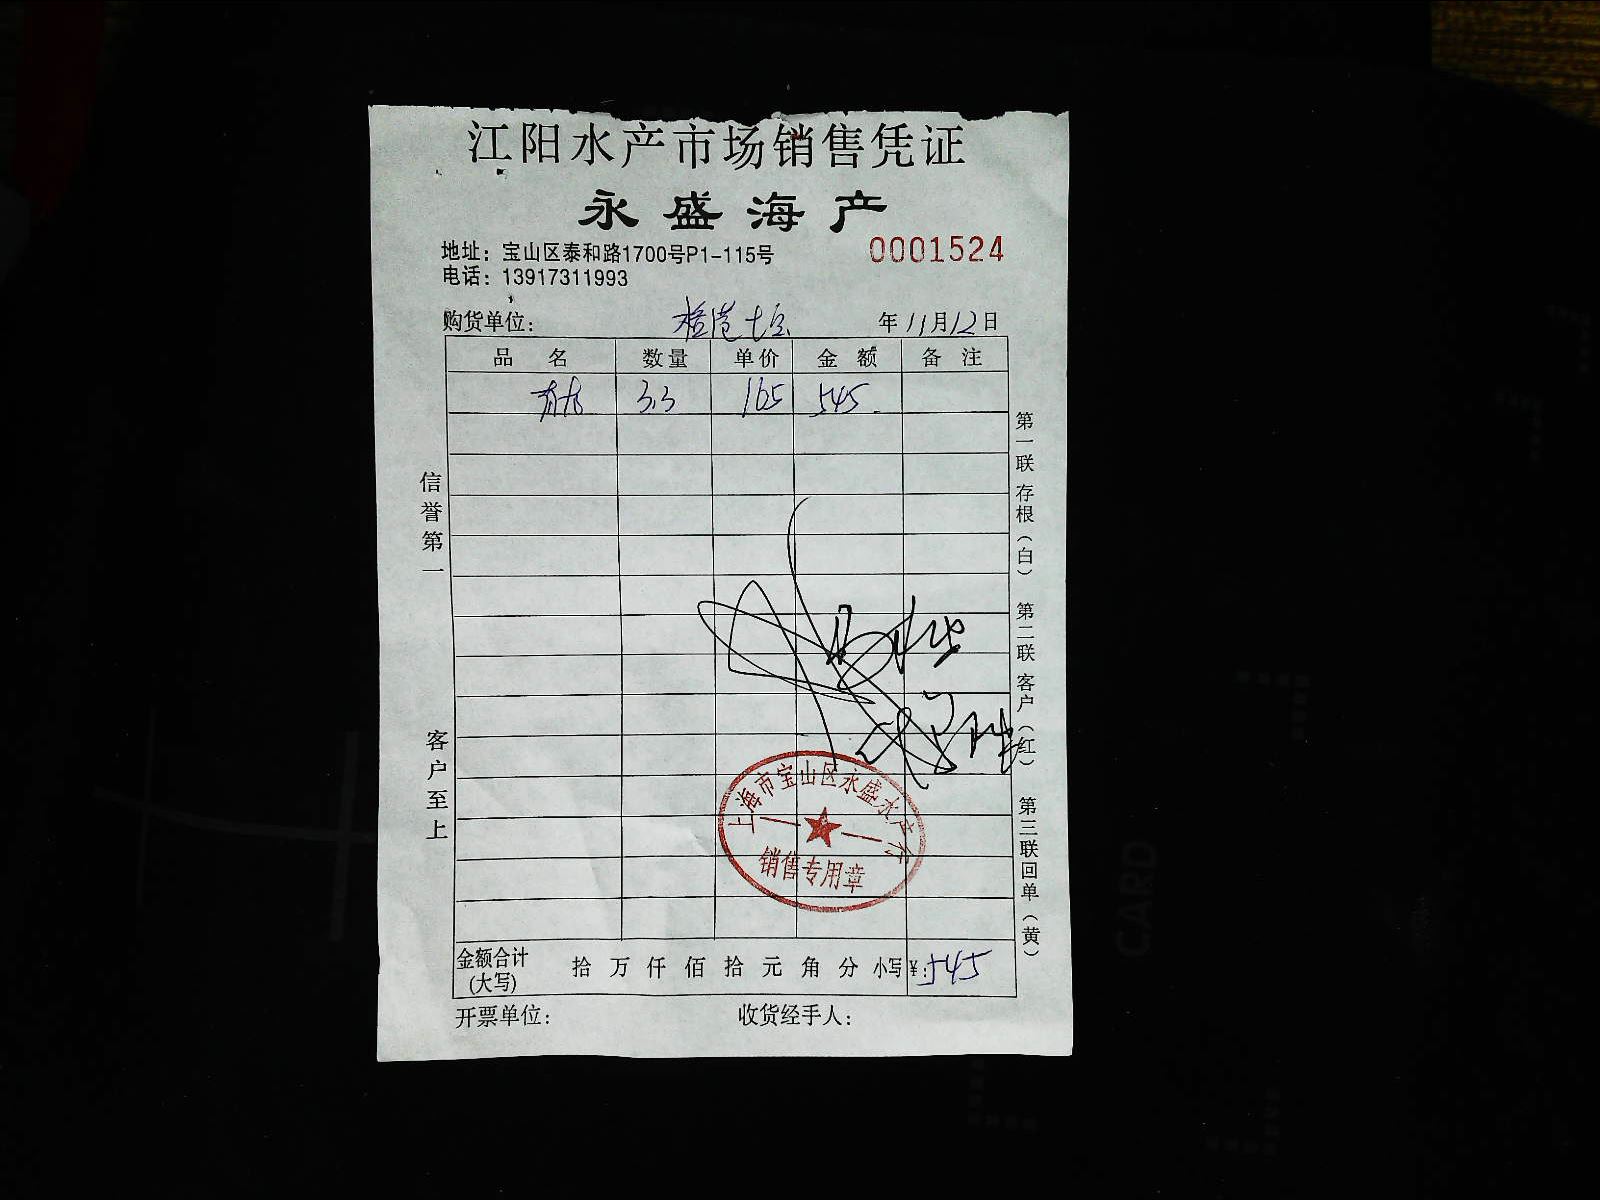 江阳水产市场销售凭证
永盛海产
0001524
地址：宝山区泰和路1700号P1-115号
电话：13917311993
购货单位： 年11月12日
品 名 数量 单价 金 额 备 注
3.3 165 545
信誉第一 客户至上
第一联 存根（白） 第二联 客户（红） 第三联回单（黄）
上海市宝山区永盛水产行
销售专用章
金额合计 拾 万 仟 佰 拾 元 角 分 小写¥:545
(大写)
开票单位： 收货经手人：
CARD